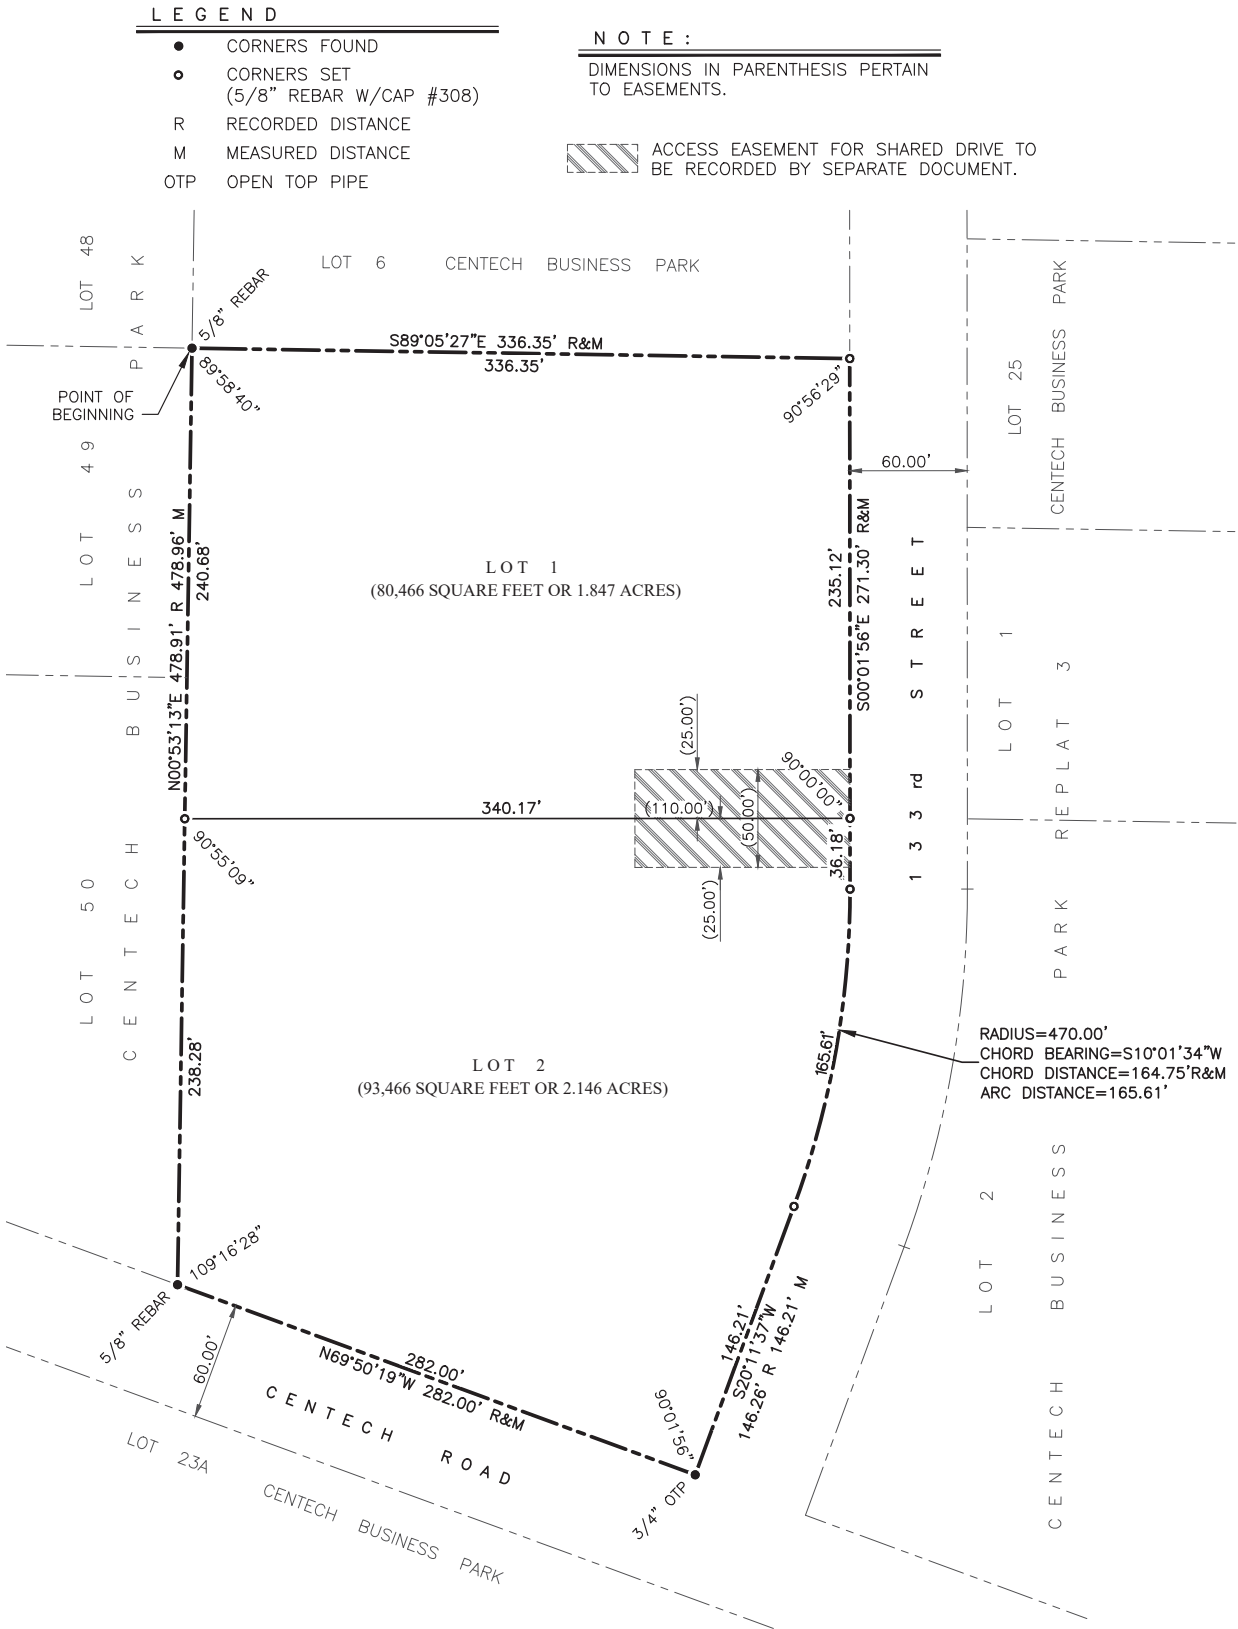 LEGEND
CORNERS FOUND
CORNERS SET
(5/8" REBAR W/CAP #308)
R RECORDED DISTANCE
M MEASURED DISTANCE
OTP OPEN TOP PIPE
NOTE:
DIMENSIONS IN PARENTHESIS PERTAIN
TO EASEMENTS.
ACCESS EASEMENT FOR SHARED DRIVE TO
BE RECORDED BY SEPARATE DOCUMENT.
LOT 48
LOT 6 CENTECH BUSINESS PARK
5/8" REBAR
S89°05'27"E 336.35' R&M
336.35'
89°58'40"
90°56'29"
POINT OF
BEGINNING
LOT 49
LOT 50
CENTECH BUSINESS PARK
N00°53'13"E 478.91' R 478.96' M
240.68'
LOT 1
(80,466 SQUARE FEET OR 1.847 ACRES)
235.12'
S00°01'56"E 271.30' R&M
60.00'
133rd STREET
LOT 25
CENTECH BUSINESS PARK
LOT 1
(25.00')
90°00'00"
340.17'
(110.00')
(50.00')
36.18'
(25.00')
90°55'09"
238.28'
LOT 2
(93,466 SQUARE FEET OR 2.146 ACRES)
165.61'
RADIUS=470.00'
CHORD BEARING=S10°01'34"W
CHORD DISTANCE=164.75'R&M
ARC DISTANCE=165.61'
LOT 2
CENTECH BUSINESS PARK REPLAT 3
109°16'28"
5/8" REBAR
60.00'
282.00'
N69°50'19"W 282.00' R&M
146.21'
S20°11'37"W
146.26' R 146.21' M
90°01'56"
3/4" OTP
CENTECH ROAD
LOT 23A CENTECH BUSINESS PARK